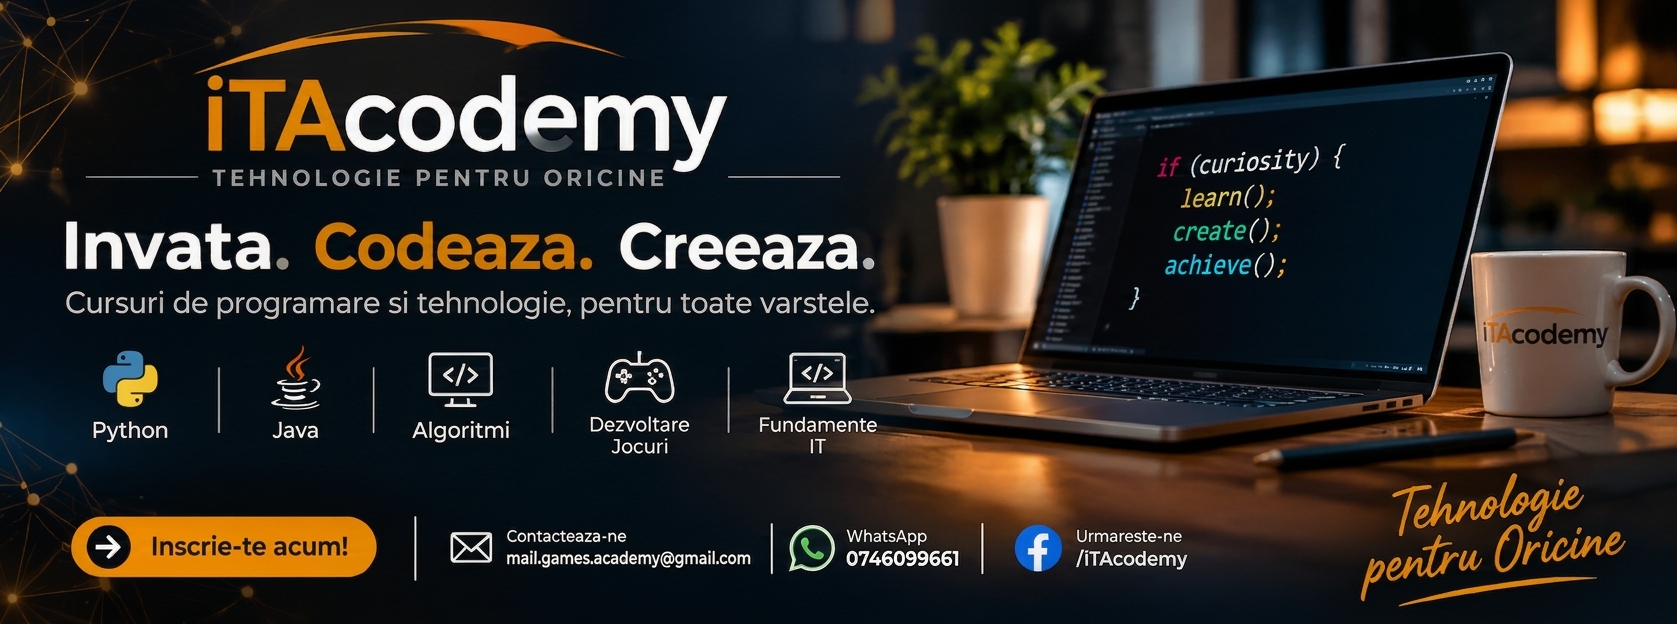 iTAcodemy
TEHNOLOGIE PENTRU ORICINE
Invata. Codeaza. Creeaza.
Cursuri de programare si tehnologie, pentru toate varstele.
Python
Java
</>
Algoritmi
Dezvoltare
Jocuri
</>
Fundamente
IT
Inscrie-te acum!
Contacteaza-ne
mail.games.academy@gmail.com
WhatsApp
0746099661
Urmareste-ne
/iTAcodemy
if (curiosity) {
learn();
create();
achieve();
}
iTAcodemy
Tehnologie
pentru Oricine